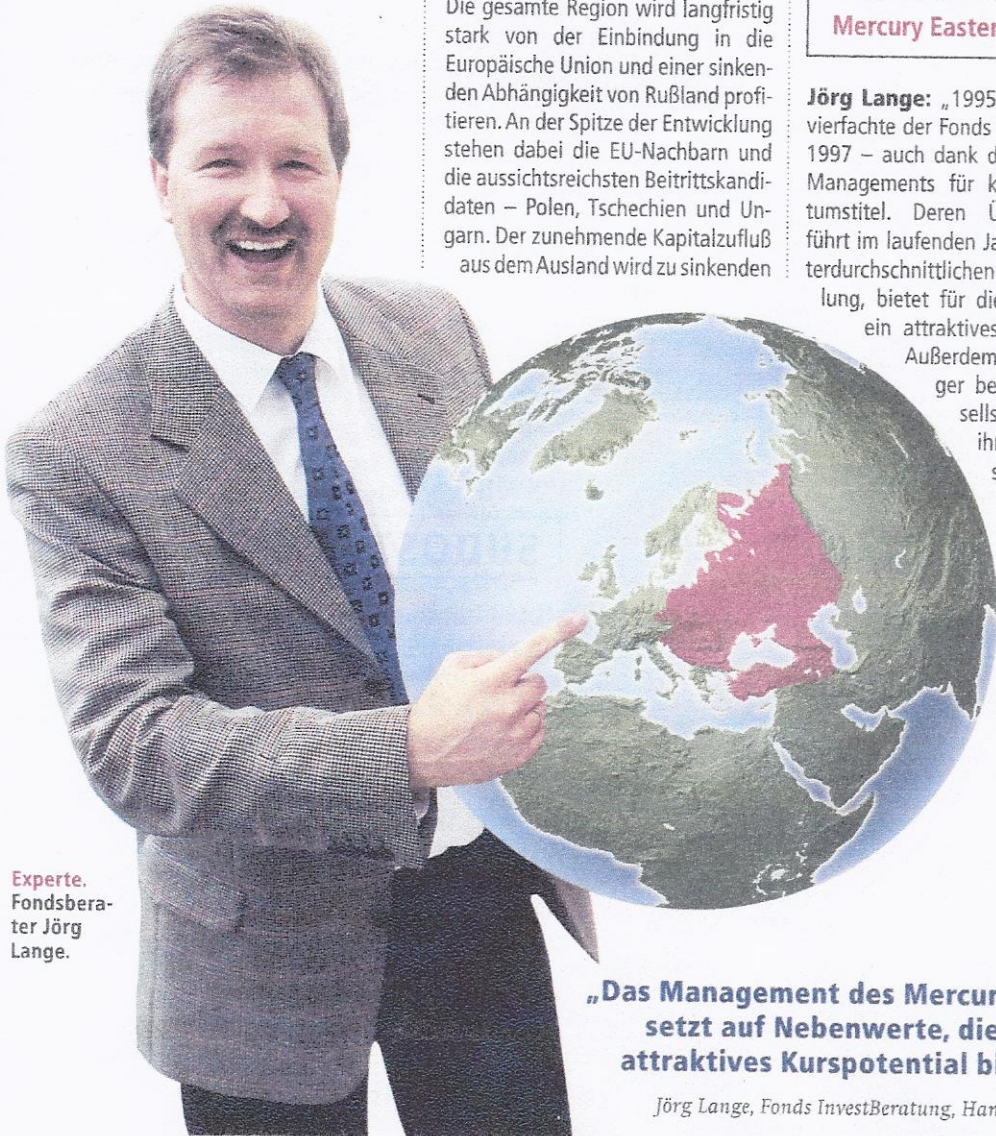 Die gesamte Region wird langfristig
stark von der Einbindung in die
Europäische Union und einer sinken-
den Abhängigkeit von Rußland profi-
tieren. An der Spitze der Entwicklung
stehen dabei die EU-Nachbarn und
die aussichtsreichsten Beitrittskandi-
daten – Polen, Tschechien und Un-
garn. Der zunehmende Kapitalzufluß
aus dem Ausland wird zu sinkenden
Mercury Easter
Jörg Lange: „1995
vierfachte der Fonds
1997 – auch dank d
Managements für k
tumstitel. Deren Ü
führt im laufenden Ja
terdurchschnittlichen
lung, bietet für die
ein attraktives
Außerdem
ger be
sells
ihr
s
Experte.
Fondsbera-
ter Jörg
Lange.
„Das Management des Mercur
setzt auf Nebenwerte, die
attraktives Kurspotential bi
Jörg Lange, Fonds InvestBeratung, Han